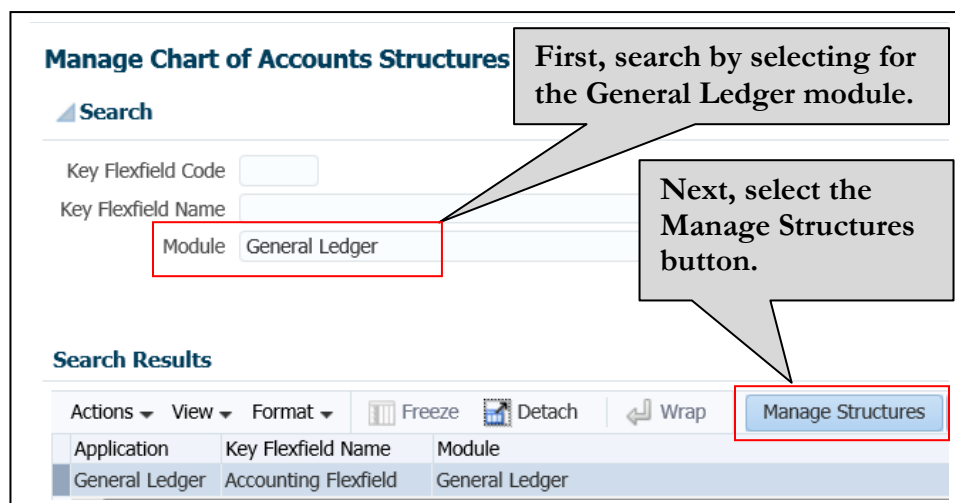 Manage Chart of Accounts Structures
First, search by selecting for
the General Ledger module.
Search
Key Flexfield Code
Key Flexfield Name
Module General Ledger
Next, select the
Manage Structures
button.
Search Results
Actions View Format Freeze Detach Wrap Manage Structures
Application Key Flexfield Name Module
General Ledger Accounting Flexfield General Ledger